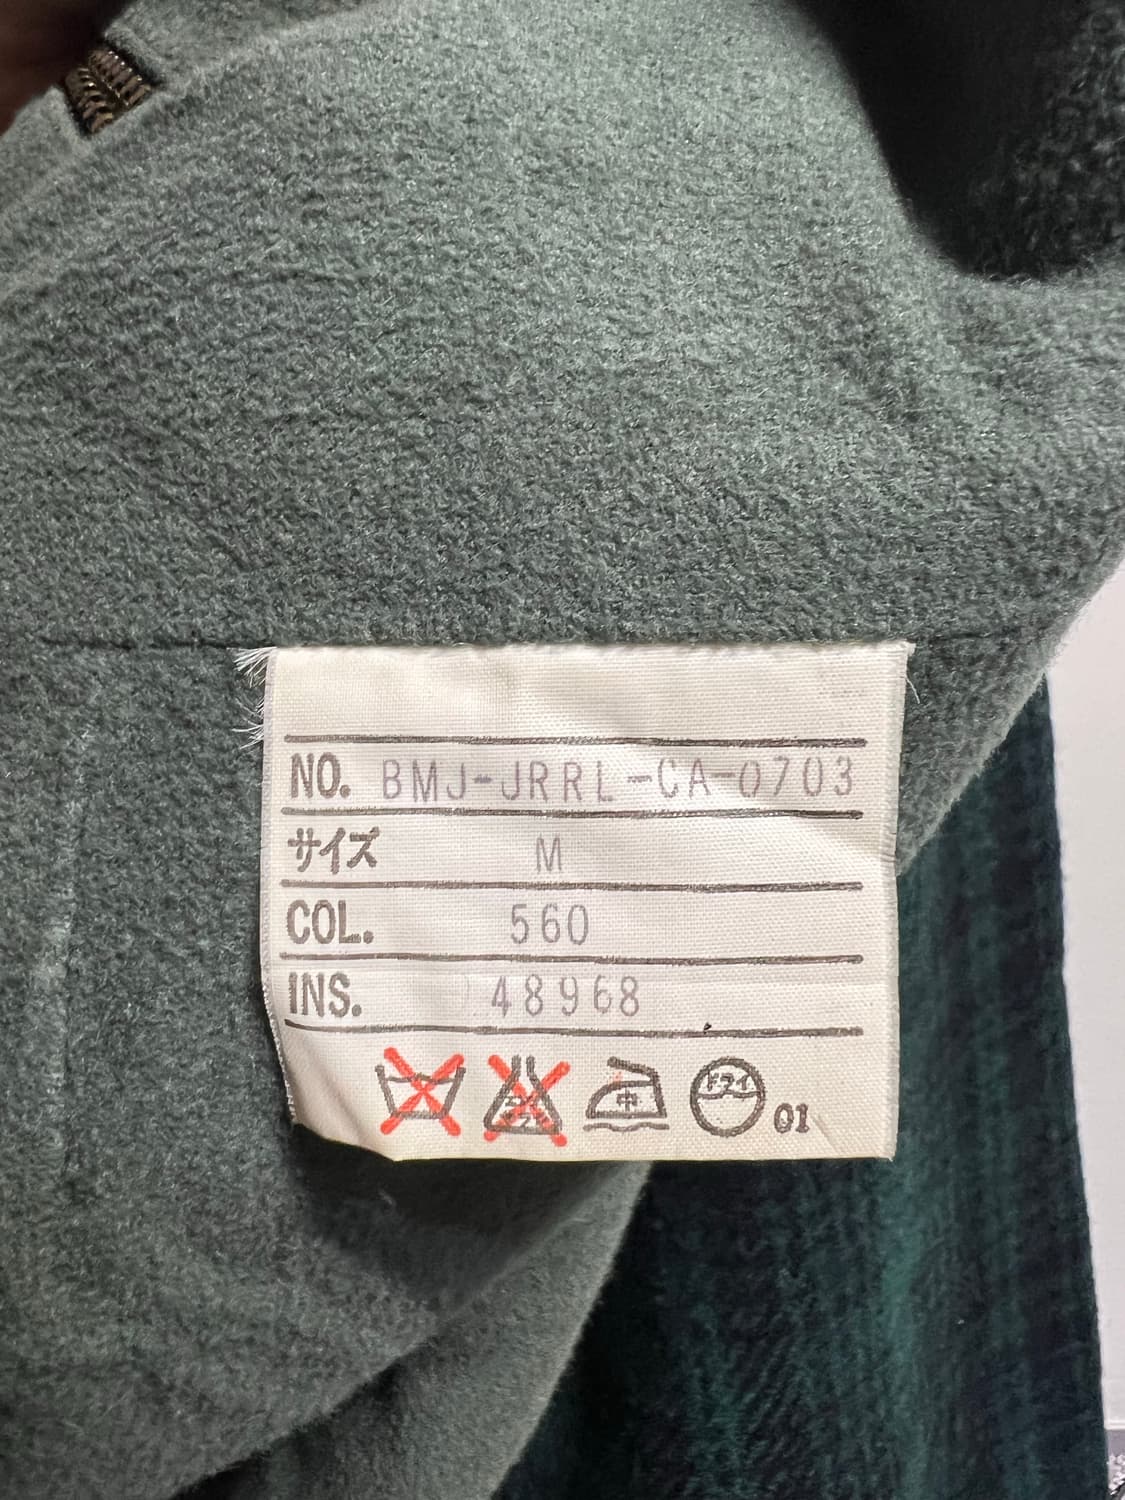 NO. BMJ-JRRL-CA-0703
サイズ M
COL. 560
INS. 48968
中 ドライ 01